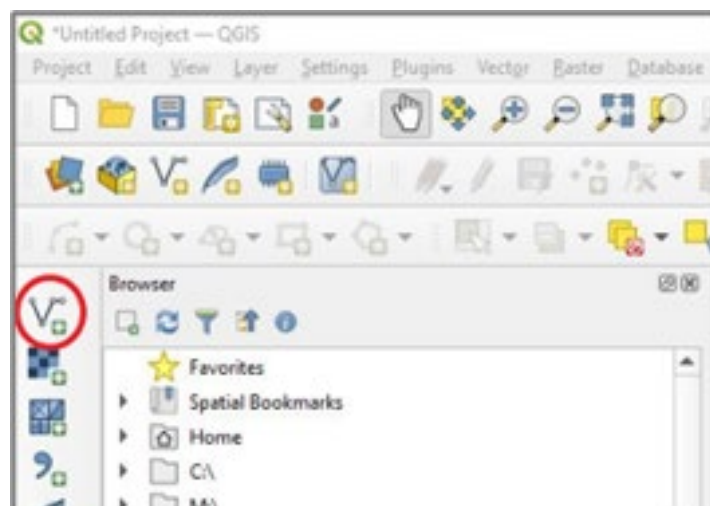 *Untitled Project — QGIS
Project Edit View Layer Settings Plugins Vector Raster Database
Browser
Favorites
Spatial Bookmarks
Home
C:\
M:\